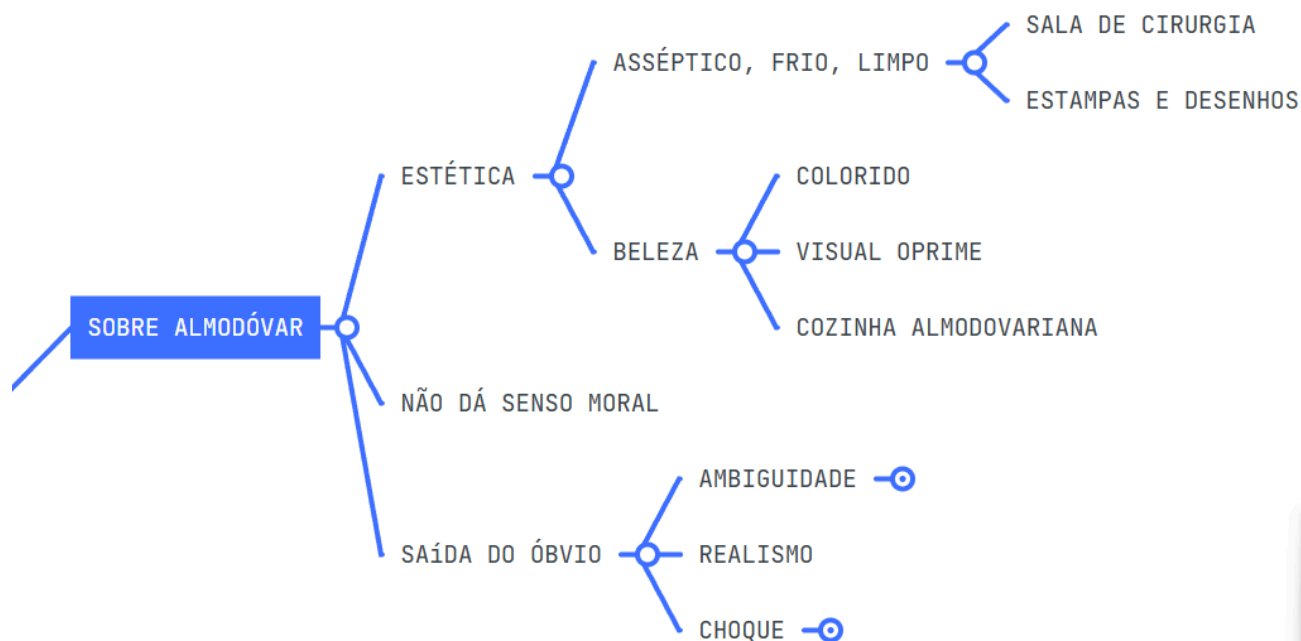 SALA DE CIRURGIA
ASSÉPTICO, FRIO, LIMPO
ESTAMPAS E DESENHOS
ESTÉTICA
COLORIDO
BELEZA
VISUAL OPRIME
SOBRE ALMODÓVAR
COZINHA ALMODOVARIANA
NÃO DÁ SENSO MORAL
AMBIGUIDADE
SAíDA DO ÓBVIO
REALISMO
CHOQUE